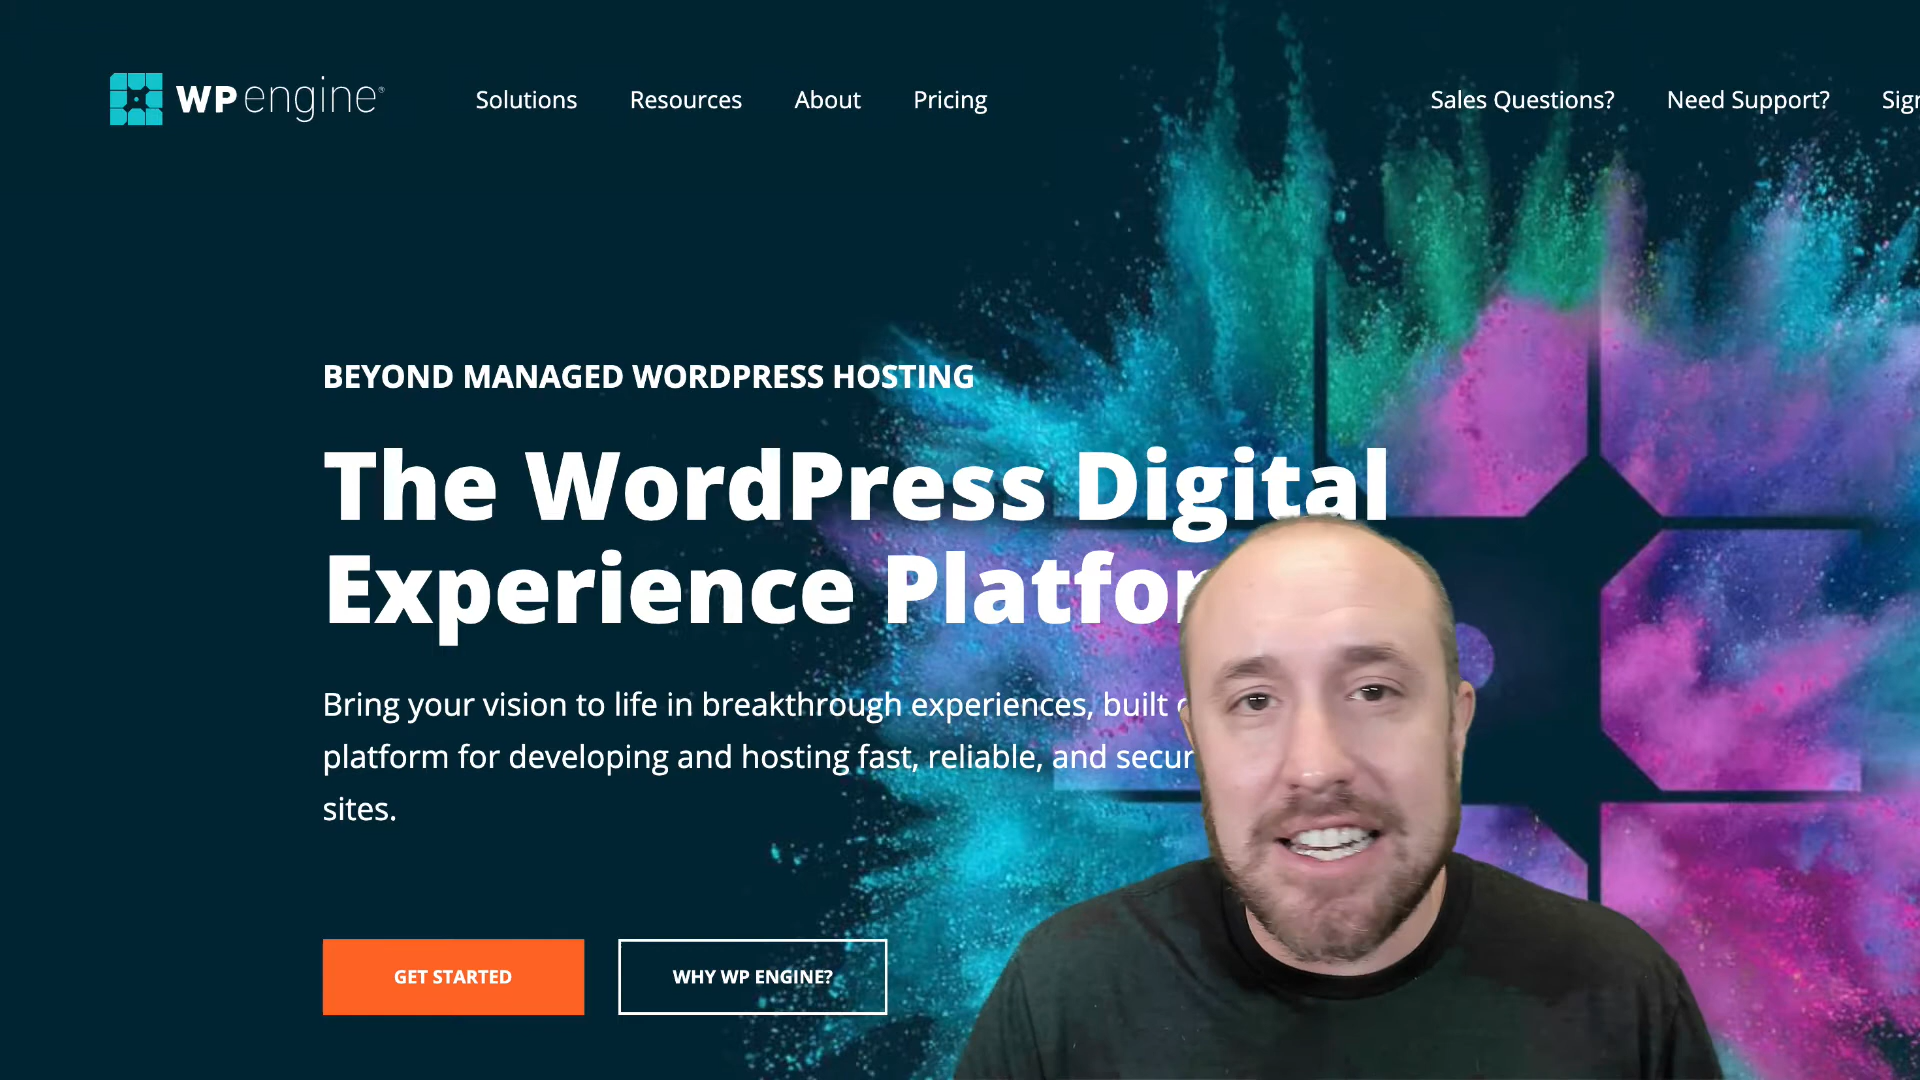 WP engine®
Solutions
Resources
About
Pricing
Sales Questions?
Need Support?
BEYOND MANAGED WORDPRESS HOSTING
The WordPress Digital
Experience
Bring your vision to life in breakthrough experiences, built
platform for developing and hosting fast, reliable, and
sites.
GET STARTED
WHY WP ENGINE?